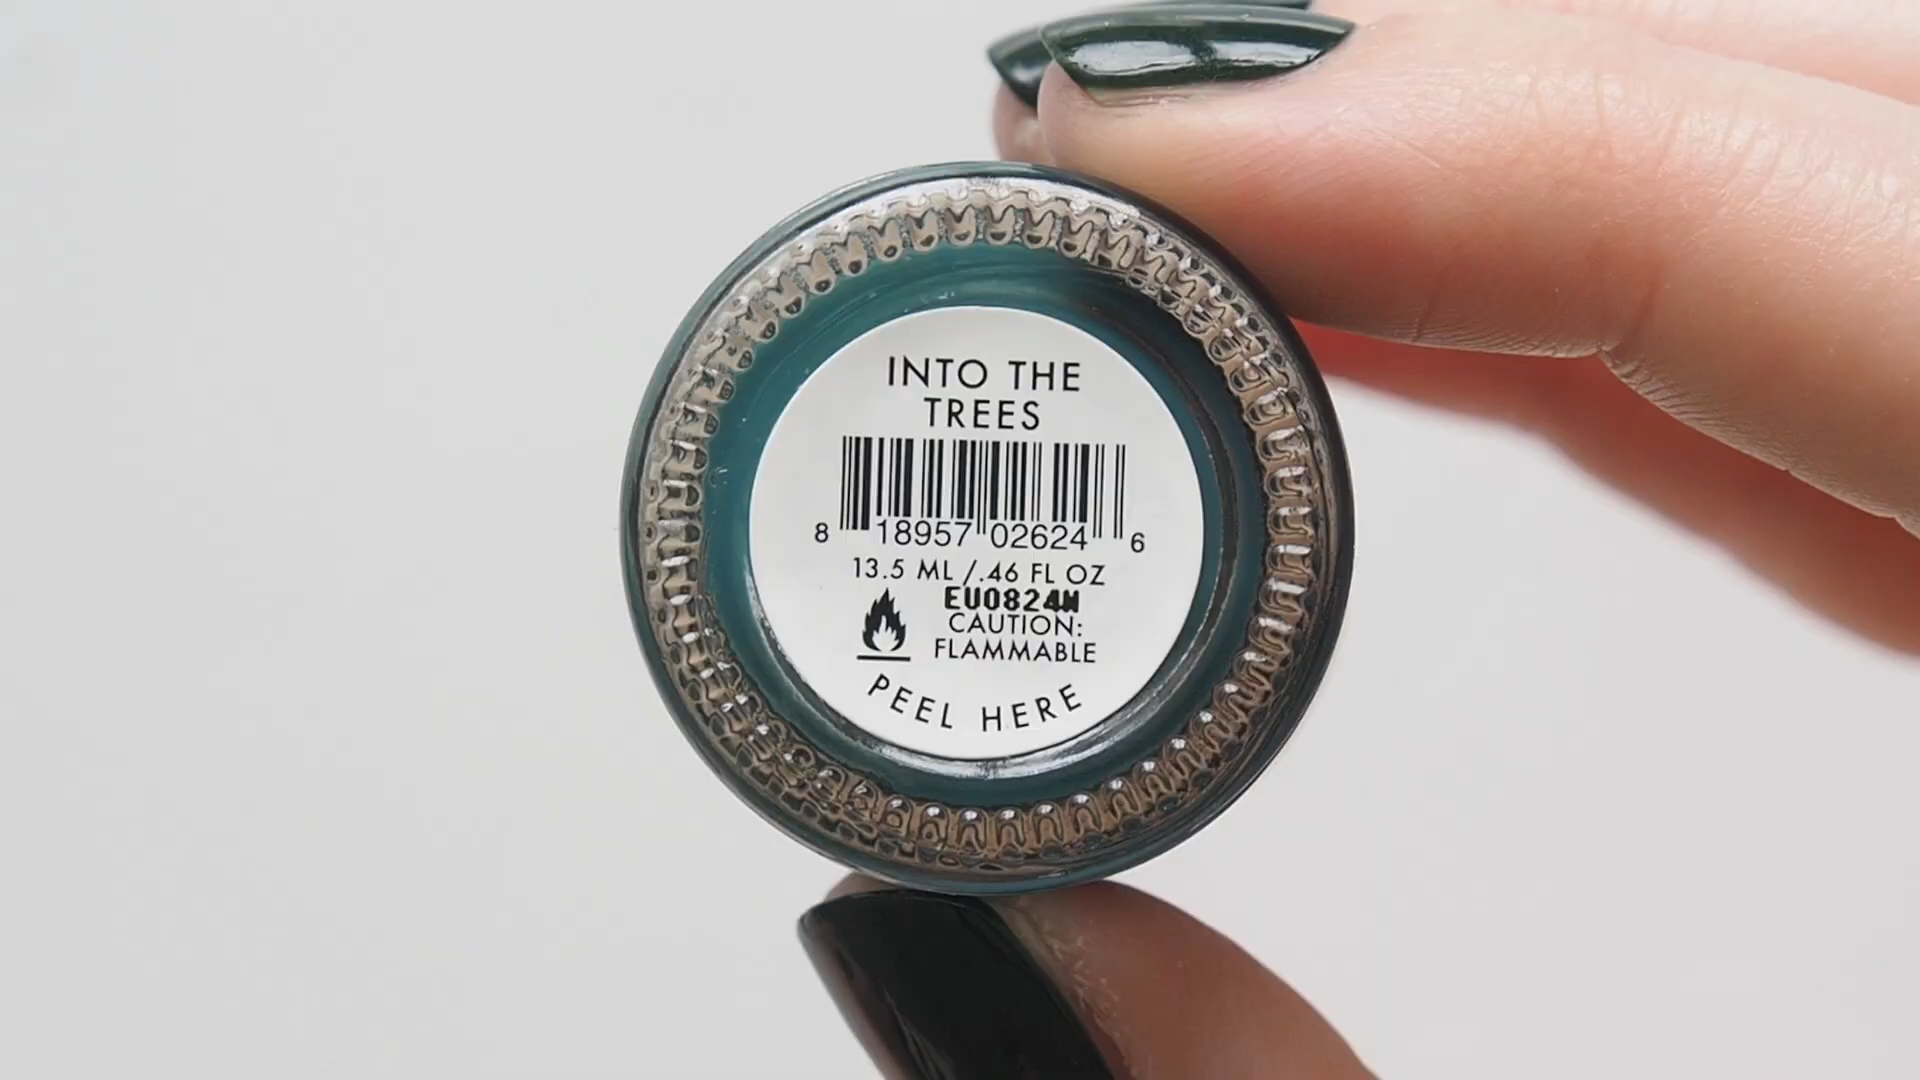 INTO THE
TREES
8 18957 02624 6
13.5 ML /.46 FL OZ
EU0824M
CAUTION:
FLAMMABLE
PEEL HERE